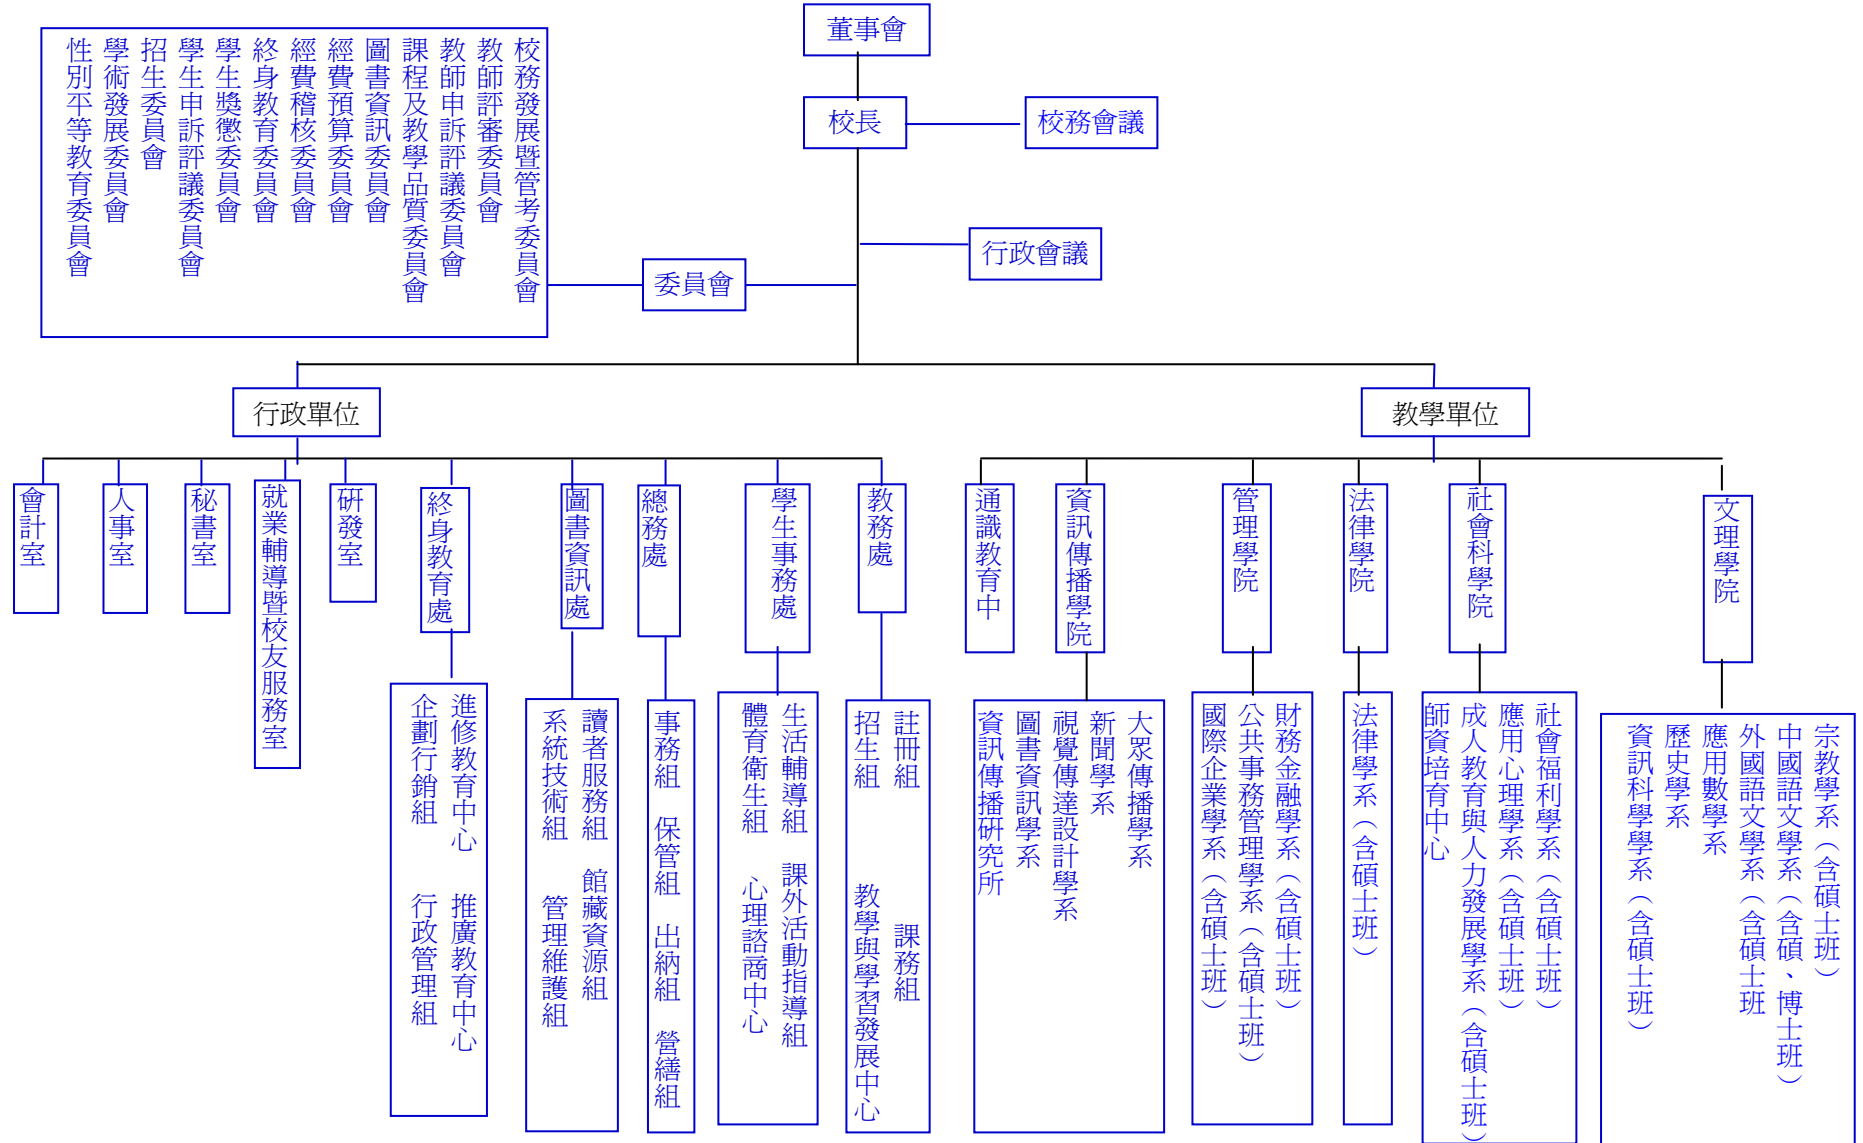 董事會
校長
校務會議
行政會議
委員會
校務發展暨管考委員會
教師評審委員會
教師申訴評議委員會
課程及教學品質委員會
圖書資訊委員會
經費預算委員會
經費稽核委員會
終身教育委員會
學生獎懲委員會
學生申訴評議委員會
招生委員會
學術發展委員會
性別平等教育委員會
行政單位
教學單位
會計室
人事室
秘書室
就業輔導暨校友服務室
研發室
終身教育處
圖書資訊處
總務處
學生事務處
教務處
通識教育中
資訊傳播學院
管理學院
法律學院
社會科學院
文理學院
進修教育中心 推廣教育中心
企劃行銷組 行政管理組
讀者服務組 館藏資源組
系統技術組 管理維護組
事務組 保管組 出納組 營繕組
生活輔導組 課外活動指導組
體育衛生組 心理諮商中心
註冊組 課務組
招生組 教學與學習發展中心
大眾傳播學系
新聞學系
視覺傳達設計學系
圖書資訊學系
資訊傳播研究所
財務金融學系（含碩士班）
公共事務管理學系（含碩士班）
國際企業學系（含碩士班）
法律學系（含碩士班）
社會福利學系（含碩士班）
應用心理學系（含碩士班）
成人教育與人力發展學系（含碩士班）
師資培育中心
宗教學系（含碩士班）
中國語文學系（含碩、博士班）
外國語文學系（含碩士班
應用數學系
歷史學系
資訊科學學系（含碩士班）